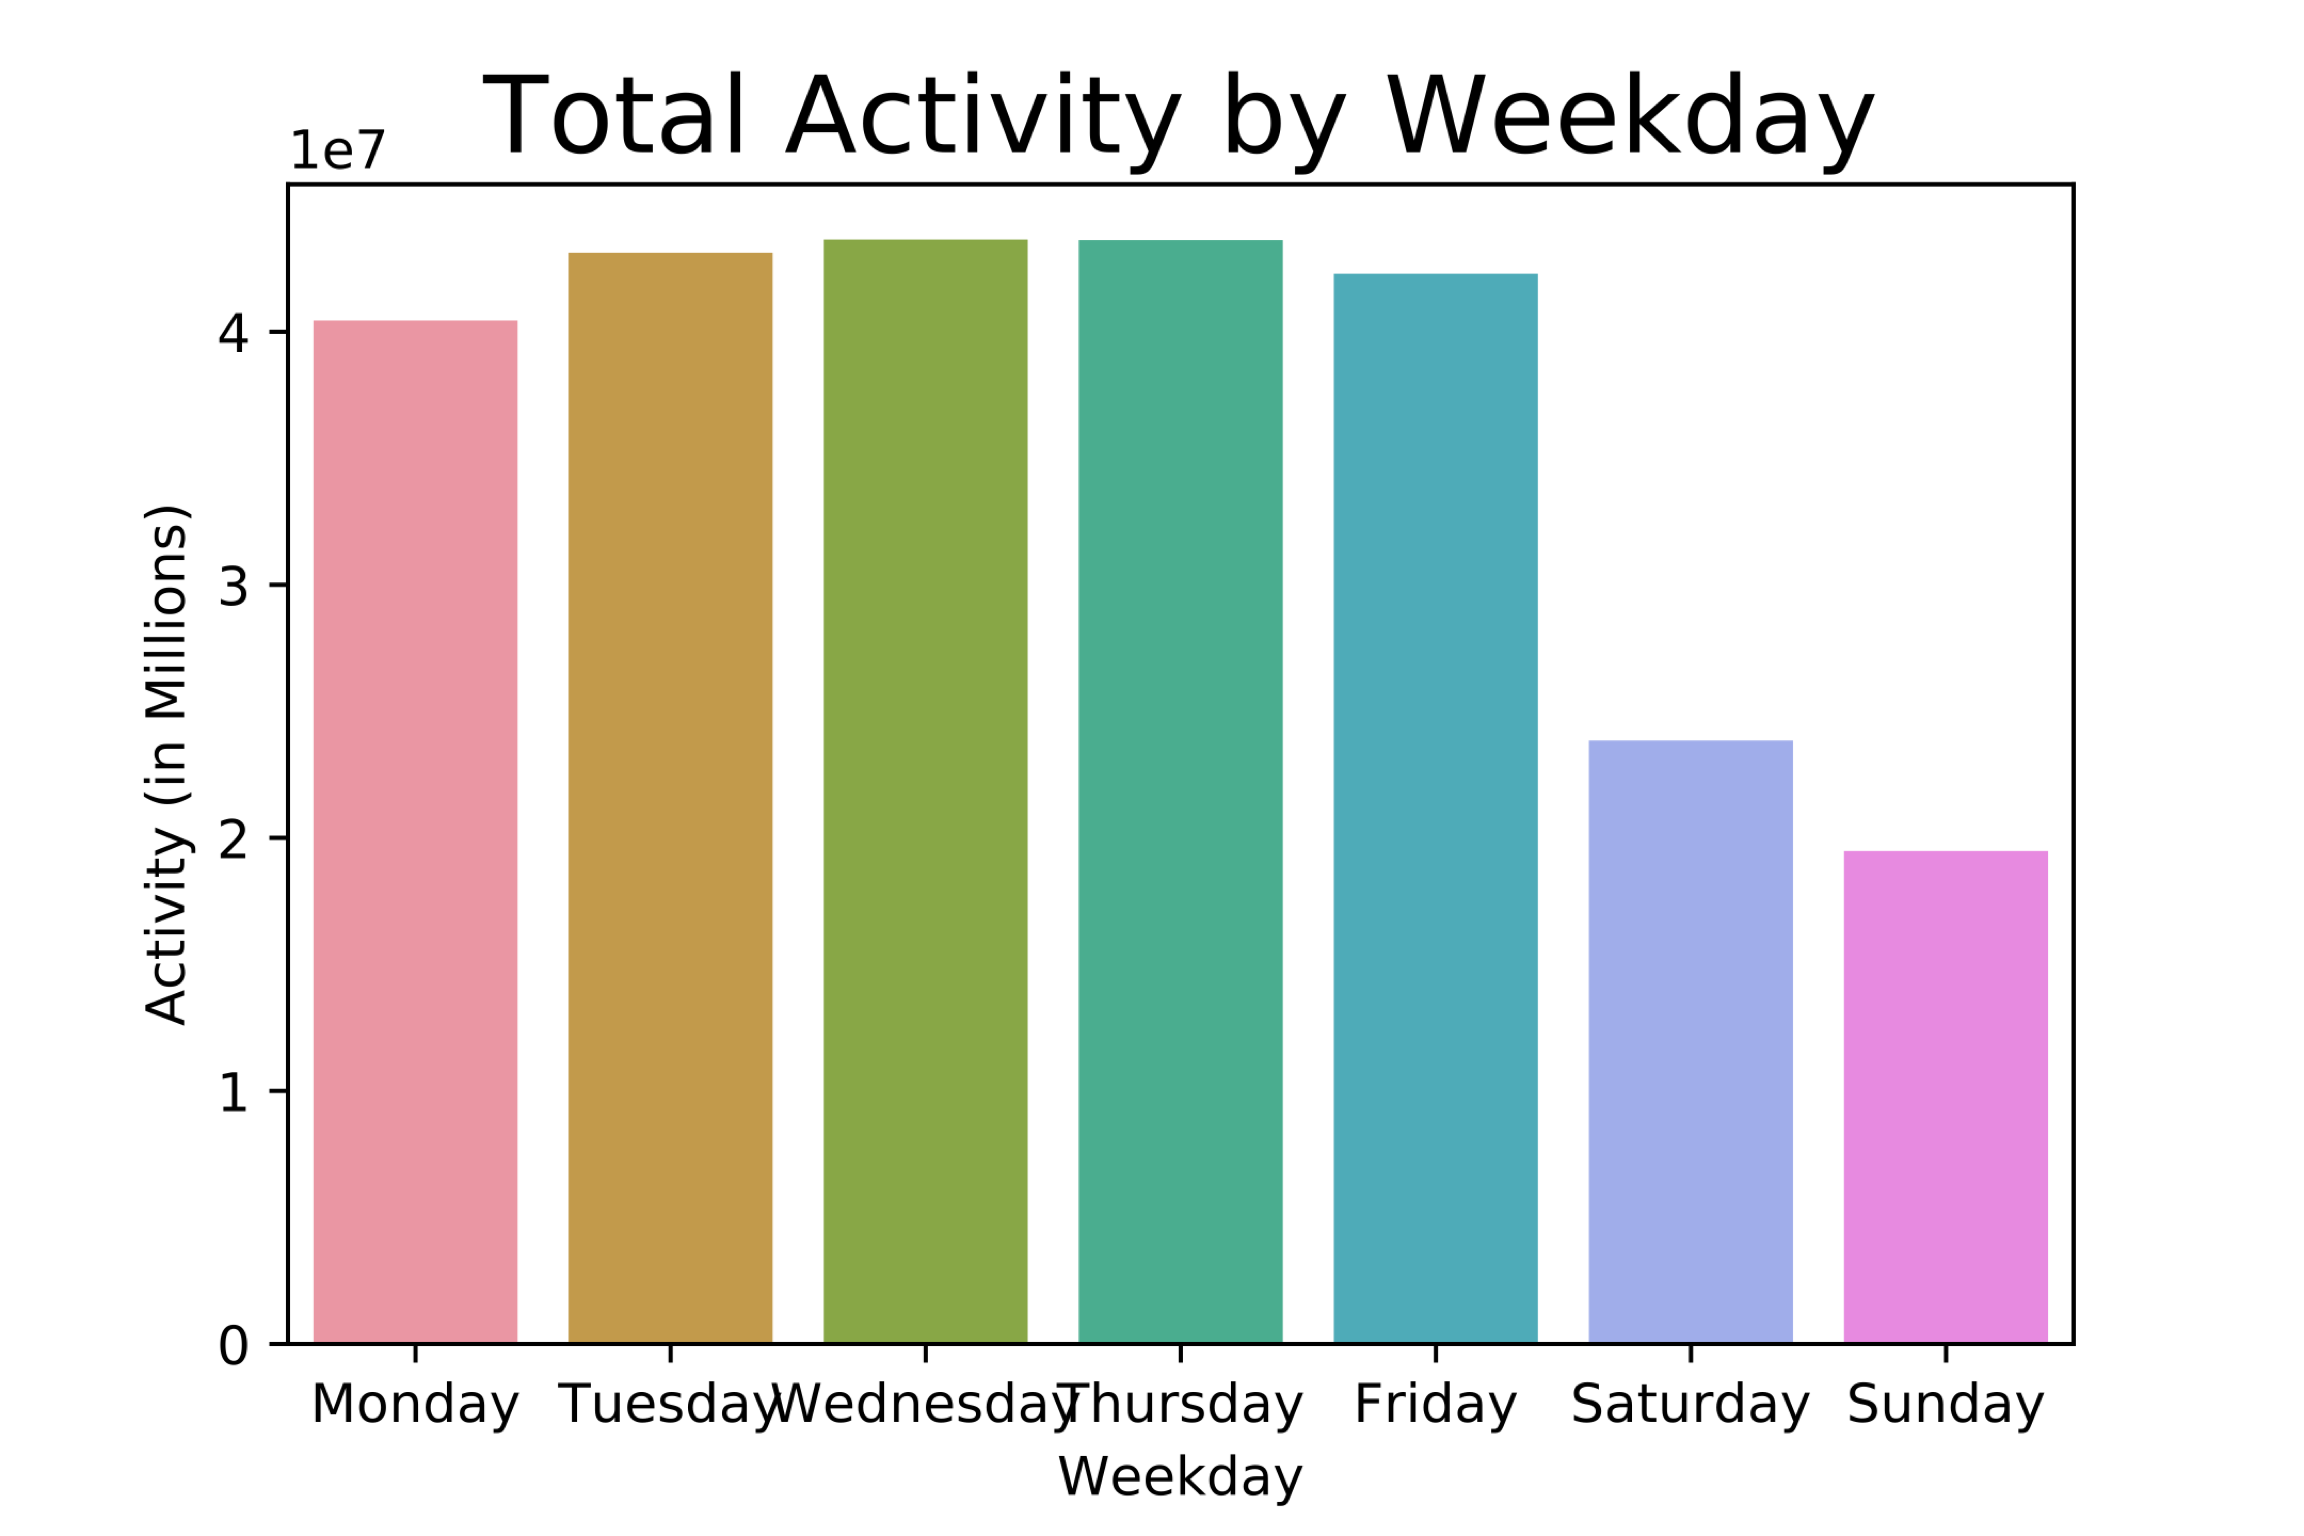 Total Activity by Weekday
1e7
4
3
2
1
0
Activity (in Millions)
Monday Tuesday Wednesday Thursday Friday Saturday Sunday
Weekday